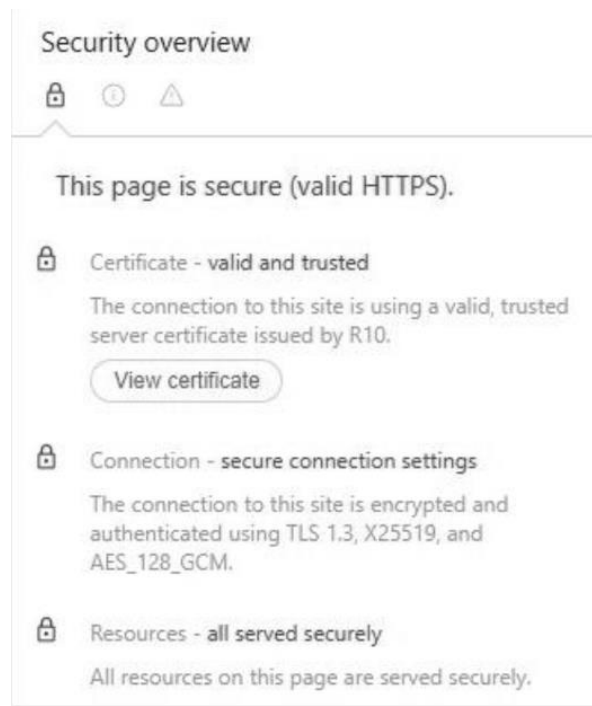 Security overview
This page is secure (valid HTTPS).
Certificate - valid and trusted
The connection to this site is using a valid, trusted
server certificate issued by R10.
View certificate
Connection - secure connection settings
The connection to this site is encrypted and
authenticated using TLS 1.3, X25519, and
AES_128_GCM.
Resources - all served securely
All resources on this page are served securely.